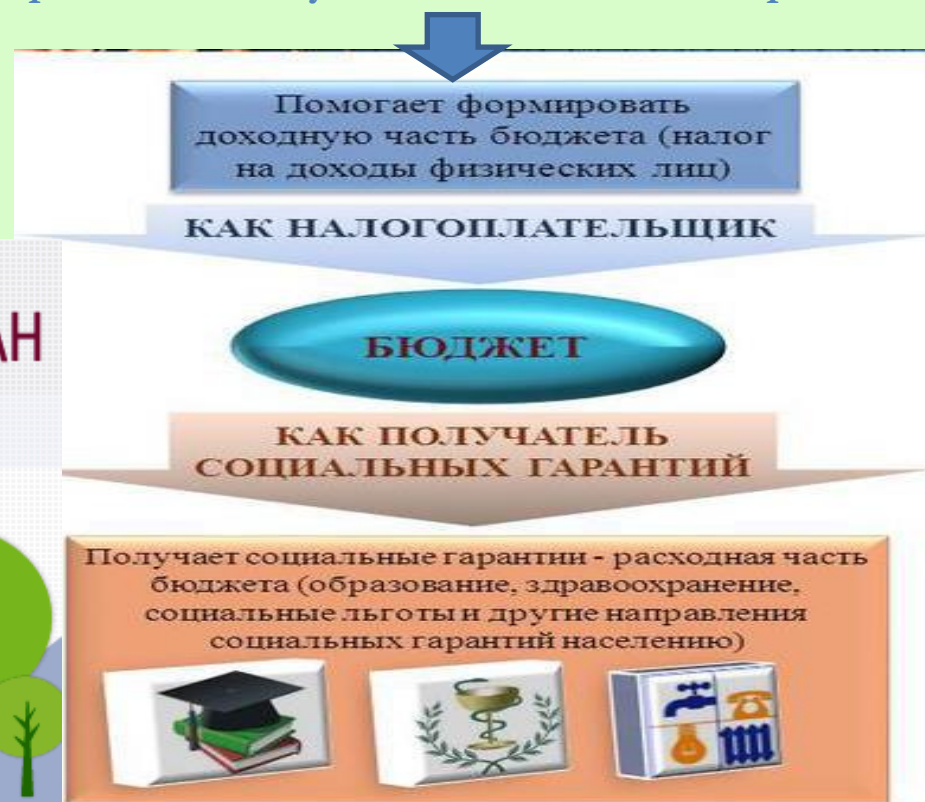 Помогает формировать
доходную часть бюджета (налог
на доходы физических лиц)
КАК НАЛОГОПЛАТЕЛЬЩИК
БЮДЖЕТ
КАК ПОЛУЧАТЕЛЬ
СОЦИАЛЬНЫХ ГАРАНТИЙ
Получает социальные гарантии - расходная часть
бюджета (образование, здравоохранение,
социальные льготы и другие направления
социальных гарантий населению)